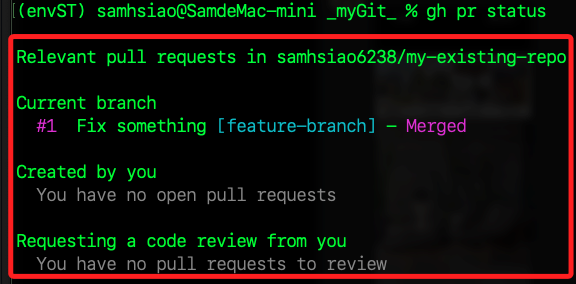 (envST) samhsiao@SamdeMac-mini _myGit_ % gh pr status
Relevant pull requests in samhsiao6238/my-existing-repo
Current branch
#1 Fix something [feature-branch] - Merged
Created by you
You have no open pull requests
Requesting a code review from you
You have no pull requests to review